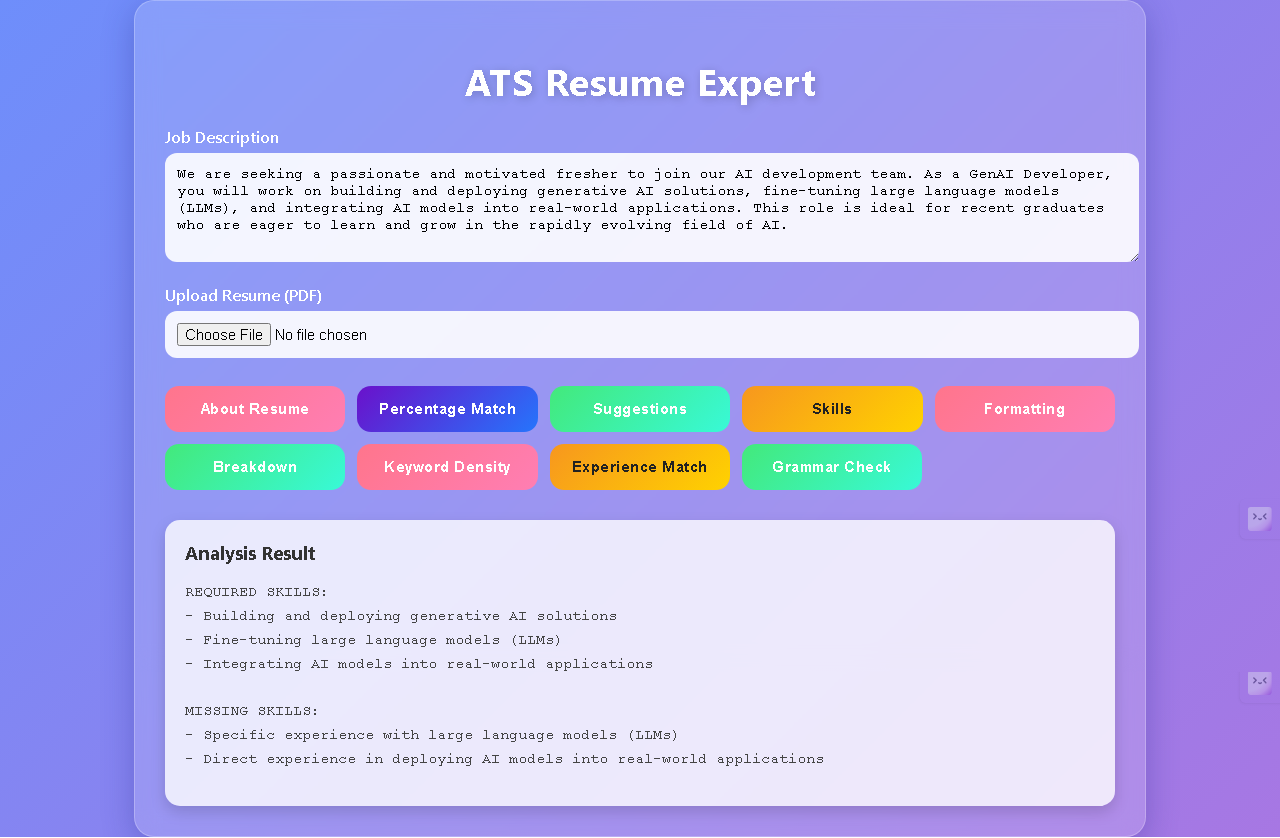 ATS Resume Expert
Job Description
We are seeking a passionate and motivated fresher to join our AI development team. As a GenAI Developer,
you will work on building and deploying generative AI solutions, fine-tuning large language models
(LLMs), and integrating AI models into real-world applications. This role is ideal for recent graduates
who are eager to learn and grow in the rapidly evolving field of AI.
Upload Resume (PDF)
Choose File No file chosen
About Resume Percentage Match Suggestions Skills Formatting
Breakdown Keyword Density Experience Match Grammar Check
Analysis Result
REQUIRED SKILLS:
- Building and deploying generative AI solutions
- Fine-tuning large language models (LLMs)
- Integrating AI models into real-world applications
MISSING SKILLS:
- Specific experience with large language models (LLMs)
- Direct experience in deploying AI models into real-world applications